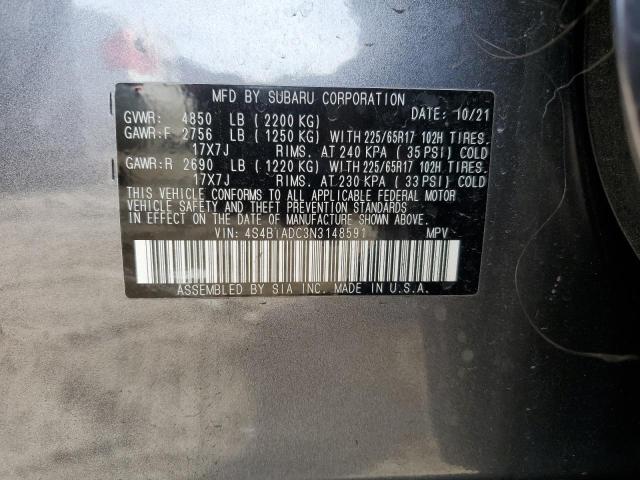 MFD BY SUBARU CORPORATION DATE: 10/21
GVWR: 4850 LB (2200 KG)
GAWR:F 2756 LB (1250 KG) WITH 225/65R17 102H TIRES.
17X7J RIMS. AT 240 KPA ( 35 PSI) COLD
GAWR:R 2690 LB (1220 KG) WITH 225/65R17 102H TIRES.
17X7J RIMS. AT 230 KPA ( 33 PSI) COLD
THIS VEHICLE CONFORMS TO ALL APPLICABLE FEDERAL MOTOR
VEHICLE SAFETY AND THEFT PREVENTION STANDARDS
IN EFFECT ON THE DATE OF MANUFACTURE SHOWN ABOVE.
VIN: 4S4BTADC3N3148591 MPV
ASSEMBLED BY SIA INC. MADE IN U.S.A.